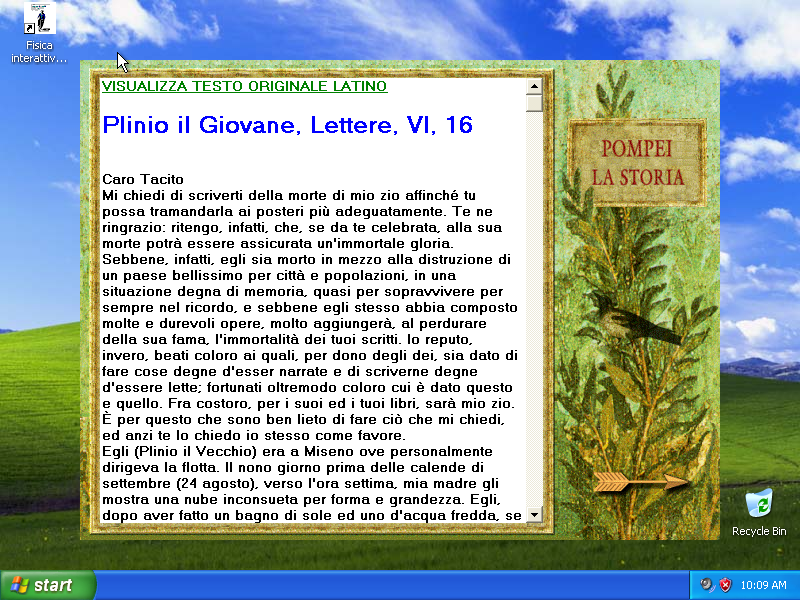 Fisica
interattiv...
VISUALIZZA TESTO ORIGINALE LATINO
Plinio il Giovane, Lettere, VI, 16
Caro Tacito
Mi chiedi di scriverti della morte di mio zio affinché tu
possa tramandarla ai posteri più adeguatamente. Te ne
ringrazio: ritengo, infatti, che, se da te celebrata, alla sua
morte potrà essere assicurata un'immortale gloria.
Sebbene, infatti, egli sia morto in mezzo alla distruzione di
un paese bellissimo per città e popolazioni, in una
situazione degna di memoria, quasi per sopravvivere per
sempre nel ricordo, e sebbene egli stesso abbia composto
molte e durevoli opere, molto aggiungerà, al perdurare
della sua fama, l'immortalità dei tuoi scritti. Io reputo,
invero, beati coloro ai quali, per dono degli dei, sia dato di
fare cose degne d'esser narrate e di scriverne degne
d'essere lette; fortunati oltremodo coloro cui è dato questo
e quello. Fra costoro, per i suoi ed i tuoi libri, sarà mio zio.
È per questo che sono ben lieto di fare ciò che mi chiedi,
ed anzi te lo chiedo io stesso come favore.
Egli (Plinio il Vecchio) era a Miseno ove personalmente
dirigeva la flotta. Il nono giorno prima delle calende di
settembre (24 agosto), verso l'ora settima, mia madre gli
mostra una nube inconsueta per forma e grandezza. Egli,
dopo aver fatto un bagno di sole ed uno d'acqua fredda, se
POMPEI
LA STORIA
Recycle Bin
start
10:09 AM